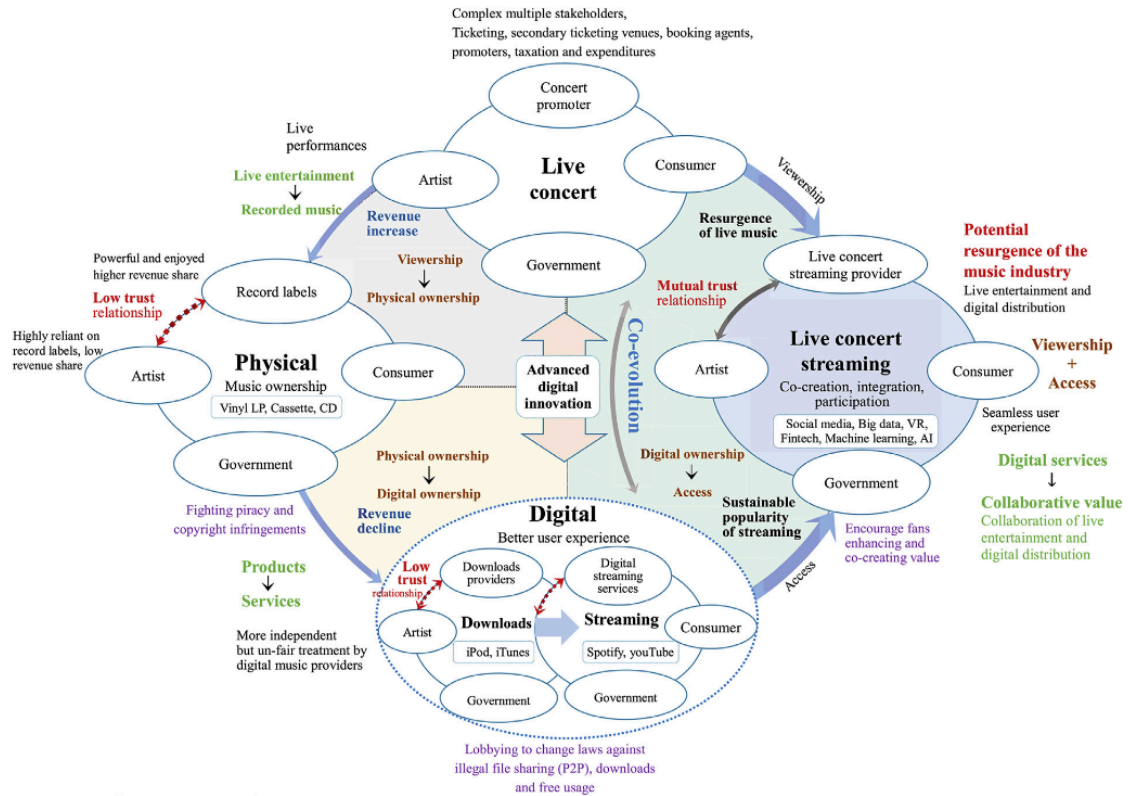 Complex multiple stakeholders,
Ticketing, secondary ticketing venues, booking agents,
promoters, taxation and expenditures
Concert
promoter
Live
performances
Artist
Live
concert
Consumer
Viewership
Live entertainment
Recorded music
Revenue
increase
Resurgence
of live music
Government
Viewership
Physical ownership
Powerful and enjoyed
higher revenue share
Record labels
Low trust
relationship
Highly reliant on
record labels, low
revenue share
Artist
Physical
Music ownership
Vinyl LP, Cassette, CD
Consumer
Government
Advanced
digital
innovation
Co-evolution
Mutual trust
relationship
Live concert
streaming provider
Potential
resurgence of the
music industry
Live entertainment and
digital distribution
Artist
Live concert
streaming
Co-creation, integration,
participation
Social media, Big data, VR,
Fintech, Machine learning, AI
Consumer
Viewership
+
Access
Seamless user
experience
Government
Digital services
Collaborative value
Collaboration of live
entertainment and
digital distribution
Physical ownership
Digital ownership
Revenue
decline
Digital ownership
Access
Sustainable
popularity
of streaming
Encourage fans
enhancing and
co-creating value
Access
Fighting piracy and
copyright infringements
Products
Services
More independent
but un-fair treatment by
digital music providers
Digital
Better user experience
Low
trust
relationship
Downloads
providers
Digital
streaming
services
Artist
Downloads
Streaming
Consumer
iPod, iTunes
Spotify, youTube
Government
Government
Lobbying to change laws against
illegal file sharing (P2P), downloads
and free usage